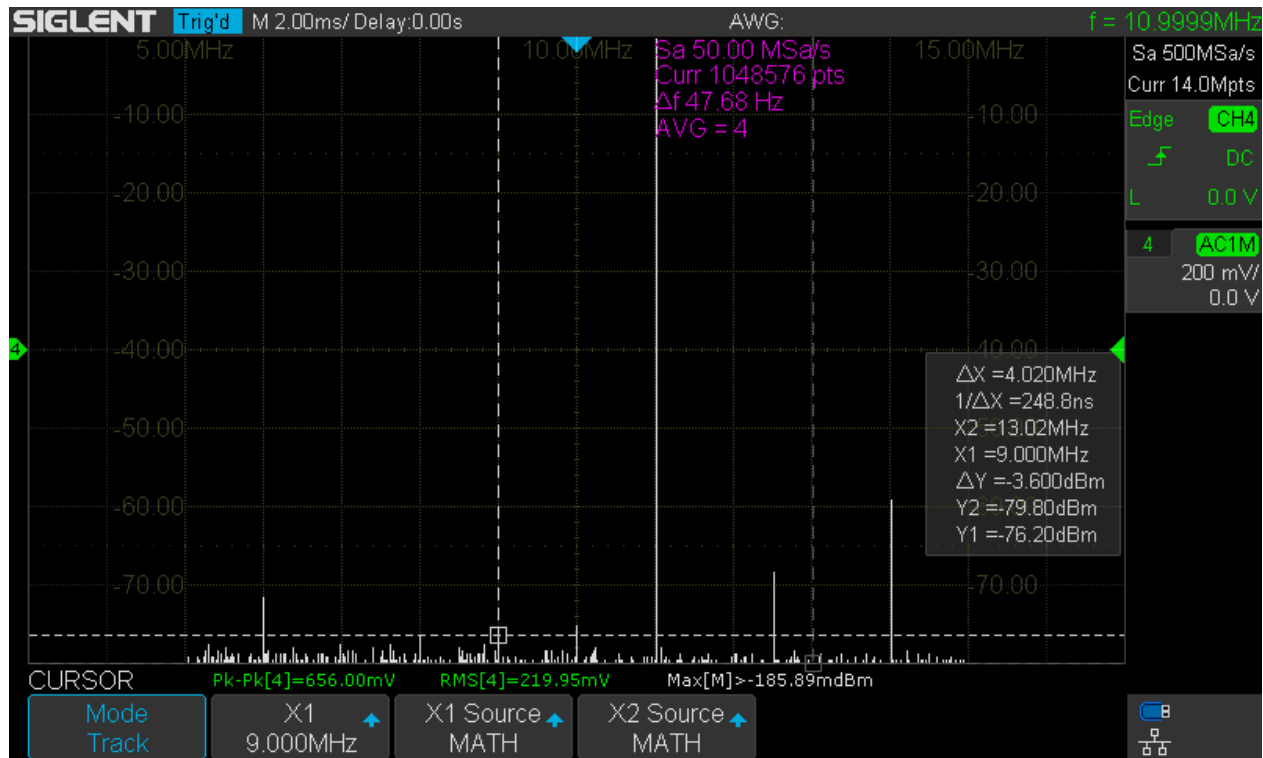 SIGLENT Trig'd M 2.00ms/ Delay:0.00s AWG: f = 10.9999MHz
5.00MHz 10.00MHz 15.00MHz
Sa 50.00 MSa/s
Curr 1048576 pts
Δf 47.68 Hz
AVG = 4
Sa 500MSa/s
Curr 14.0Mpts
Edge CH4
DC
L 0.0 V
4 AC1M
200 mV/
0.0 V
-10.00 -10.00
-20.00 -20.00
-30.00 -30.00
4 -40.00 -40.00
-50.00
-60.00
-70.00 -70.00
ΔX =4.020MHz
1/ΔX =248.8ns
X2 =13.02MHz
X1 =9.000MHz
ΔY =-3.600dBm
Y2 =-79.80dBm
Y1 =-76.20dBm
CURSOR Pk-Pk[4]=656.00mV RMS[4]=219.95mV Max[M]>-185.89mdBm
Mode
Track
X1
9.000MHz
X1 Source
MATH
X2 Source
MATH